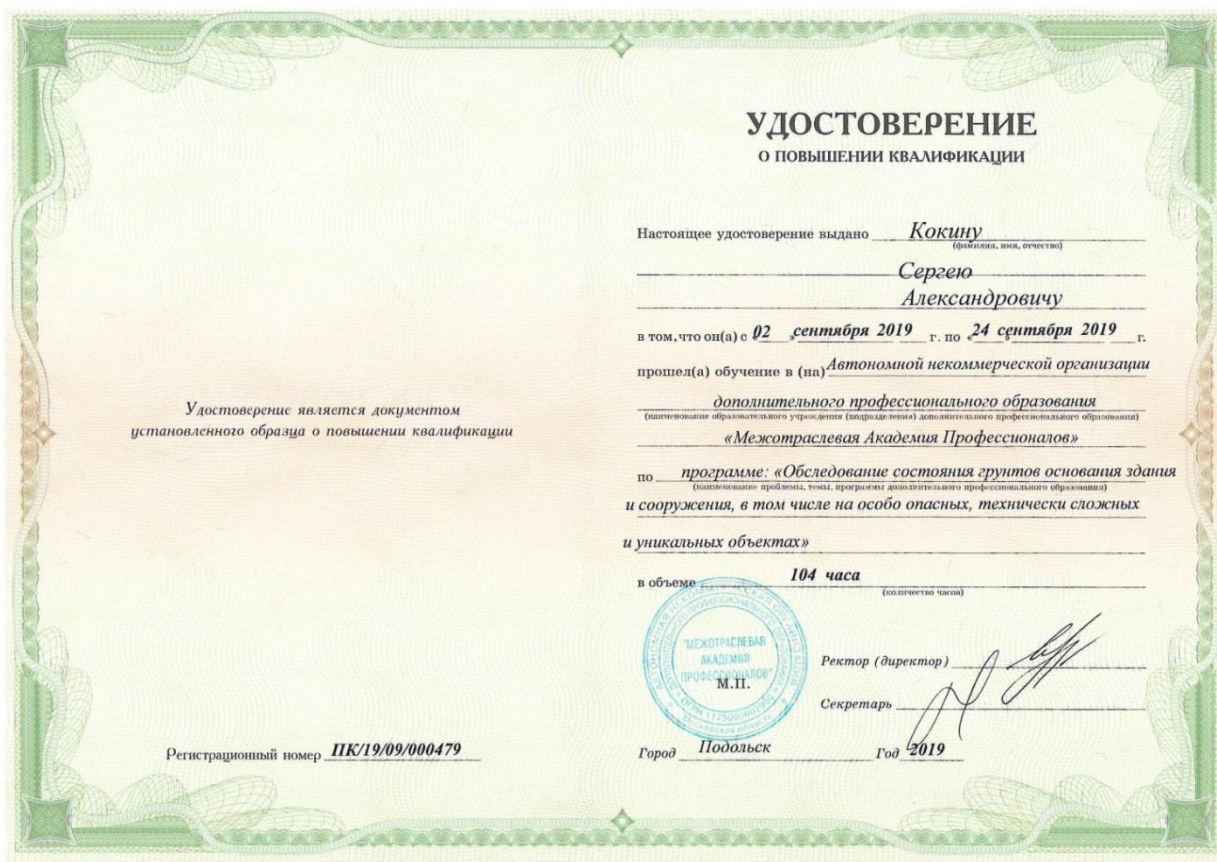 Удостоверение является документом
установленного образца о повышении квалификации
Регистрационный номер ПК/19/09/000479
УДОСТОВЕРЕНИЕ
О ПОВЫШЕНИИ КВАЛИФИКАЦИИ
Настоящее удостоверение выдано Кокину
(фамилия, имя, отчество)
Сергею
Александровичу
в том, что он(а) с «02 » сентября 2019 г. по «24 » сентября 2019 г.
прошел(а) обучение в (на) Автономной некоммерческой организации
дополнительного профессионального образования
(наименование образовательного учреждения (подразделения) дополнительного профессионального образования)
«Межотраслевая Академия Профессионалов»
по программе: «Обследование состояния грунтов основания здания
(наименование проблемы, темы, программы дополнительного профессионального образования)
и сооружения, в том числе на особо опасных, технически сложных
и уникальных объектах»
в объеме 104 часа
(количество часов)
"МЕЖОТРАСЛЕВАЯ
АКАДЕМИЯ
ПРОФЕССИОНАЛОВ"
М.П.
Ректор (директор)
Секретарь
Город Подольск Год 2019